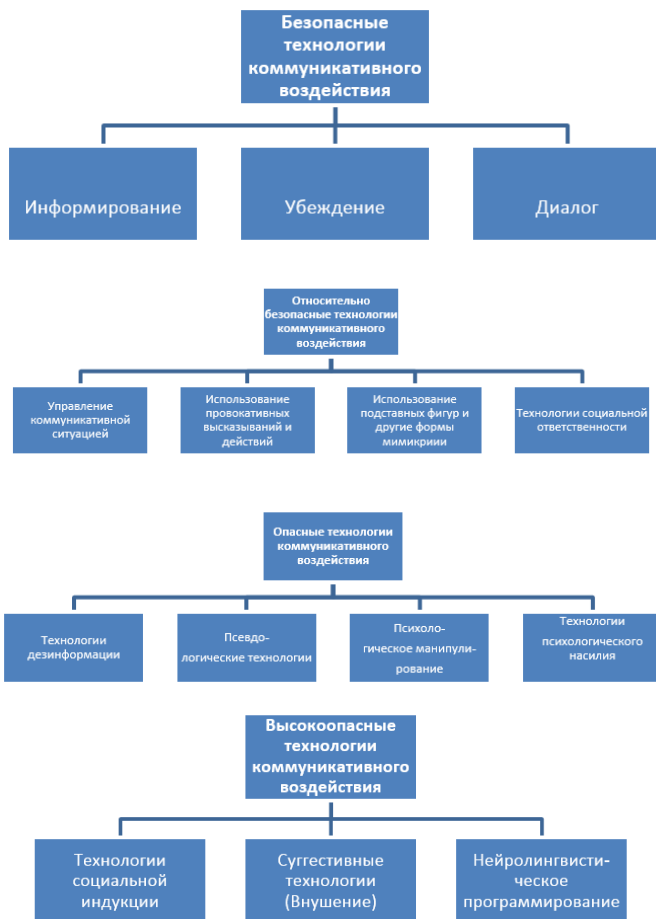 Безопасные
технологии
коммуникативного
воздействия
Информирование
Убеждение
Диалог
Относительно
безопасные технологии
коммуникативного
воздействия
Управление
коммуникативной
ситуацией
Использование
провокативных
высказываний и
действий
Использование
подставных фигур и
другие формы
мимикриии
Технологии социальной
ответственности
Опасные технологии
коммуникативного
воздействия
Технологии
дезинформации
Псевдо-
логические технологии
Психоло-
гическое манипули-
рование
Технологии
психологического
насилия
Высокоопасные
технологии
коммуникативного
воздействия
Технологии
социальной
индукции
Суггестивные
технологии
(Внушение)
Нейролингвисти-
ческое
программирование